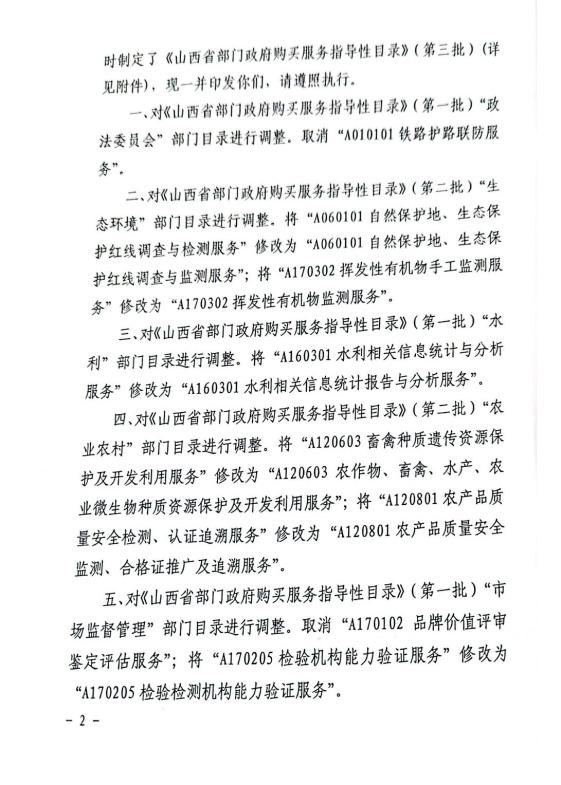 时制定了《山西省部门政府购买服务指导性目录》（第三批）(详
见附件)，现一并印发你们，请遵照执行。
一、对《山西省部门政府购买服务指导性目录》（第一批）“政
法委员会”部门目录进行调整。取消“A010101铁路护路联防服
务”。
二、对《山西省部门政府购买服务指导性目录》（第二批）“生
态环境”部门目录进行调整。将“A060101自然保护地、生态保
护红线调查与检测服务”修改为“A060101自然保护地、生态保
护红线调查与监测服务”；将“A170302挥发性有机物手工监测服
务”修改为“A170302挥发性有机物监测服务”。
三、对《山西省部门政府购买服务指导性目录》（第一批）“水
利”部门目录进行调整。将“A160301水利相关信息统计与分析
服务”修改为“A160301水利相关信息统计报告与分析服务”。
四、对《山西省部门政府购买服务指导性目录》（第二批）“农
业农村”部门目录进行调整。将“A120603畜禽种质遗传资源保
护及开发利用服务”修改为“A120603 农作物、畜禽、水产、农
业微生物种质资源保护及开发利用服务”；将“A120801农产品质
量安全检测、认证追溯服务”修改为“A120801农产品质量安全
监测、合格证推广及追溯服务”。
五、对《山西省部门政府购买服务指导性目录》（第一批）“市
场监督管理”部门目录进行调整。取消“A170102 品牌价值评审
鉴定评估服务”；将“A170205检验机构能力验证服务”修改为
“A170205检验检测机构能力验证服务”。
- 2 -